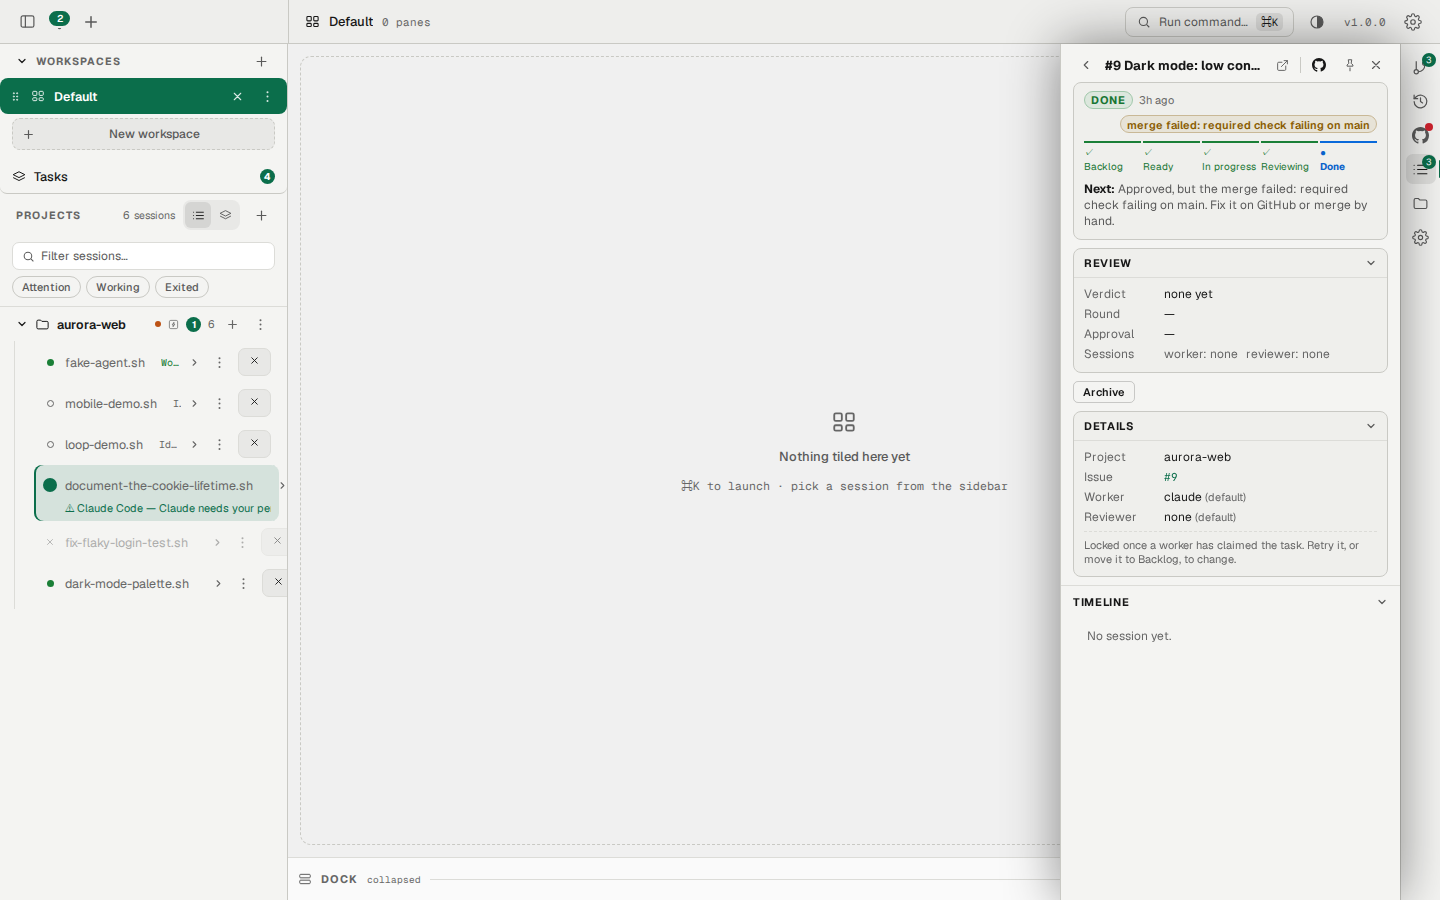 2
Default 0 panes
Run command... ⌘K
v1.0.0
WORKSPACES
Default
New workspace
Tasks 4
PROJECTS 6 sessions
Filter sessions...
Attention Working Exited
aurora-web 1 6
fake-agent.sh Wo…
mobile-demo.sh I.
loop-demo.sh Id…
document-the-cookie-lifetime.sh
⚠ Claude Code — Claude needs your pe
fix-flaky-login-test.sh
dark-mode-palette.sh
Nothing tiled here yet
⌘K to launch · pick a session from the sidebar
DOCK collapsed
#9 Dark mode: low con...
DONE 3h ago
merge failed: required check failing on main
✓ ✓ ✓ ✓
Backlog Ready In progress Reviewing Done
Next: Approved, but the merge failed: required
check failing on main. Fix it on GitHub or merge by
hand.
REVIEW
Verdict none yet
Round —
Approval —
Sessions worker: none reviewer: none
Archive
DETAILS
Project aurora-web
Issue #9
Worker claude (default)
Reviewer none (default)
Locked once a worker has claimed the task. Retry it, or
move it to Backlog, to change.
TIMELINE
No session yet.
3
3